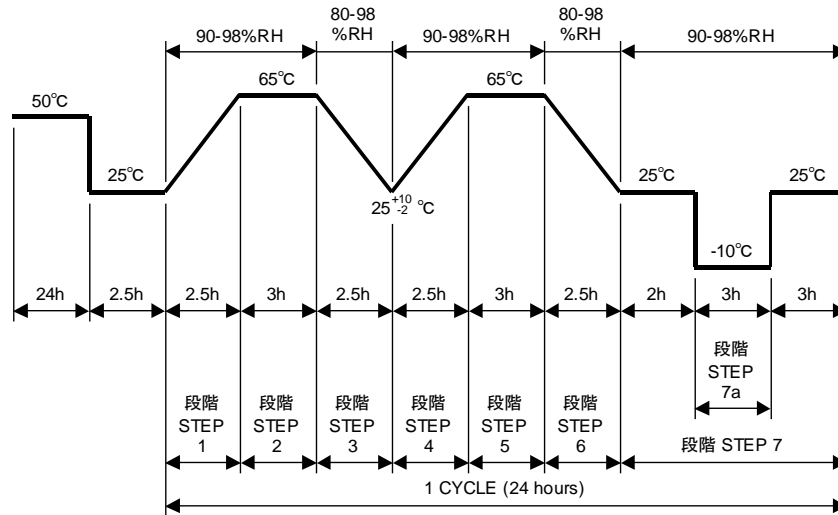 80-98
%RH
80-98
%RH
90-98%RH
90-98%RH
90-98%RH
65°C
65°C
50°C
25°C
25 +10 -2 °C
25°C
25°C
-10°C
24h
2.5h
2.5h
3h
2.5h
2.5h
3h
2.5h
2h
3h
3h
段階
STEP
7a
段階
STEP
1
段階
STEP
2
段階
STEP
3
段階
STEP
4
段階
STEP
5
段階
STEP
6
段階 STEP 7
1 CYCLE (24 hours)